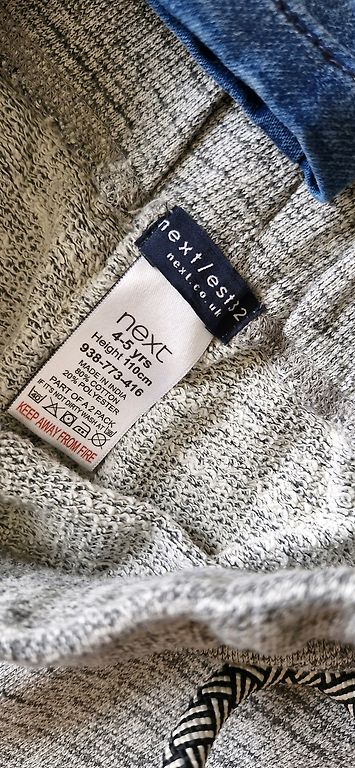 next/est82
next.co.uk
next
4-5 yrs
Height 110cm
938-773-416
MADE IN INDIA
80% COTTON
20% POLYESTER
PART OF A 2 PACK
KEEP AWAY FROM FIRE